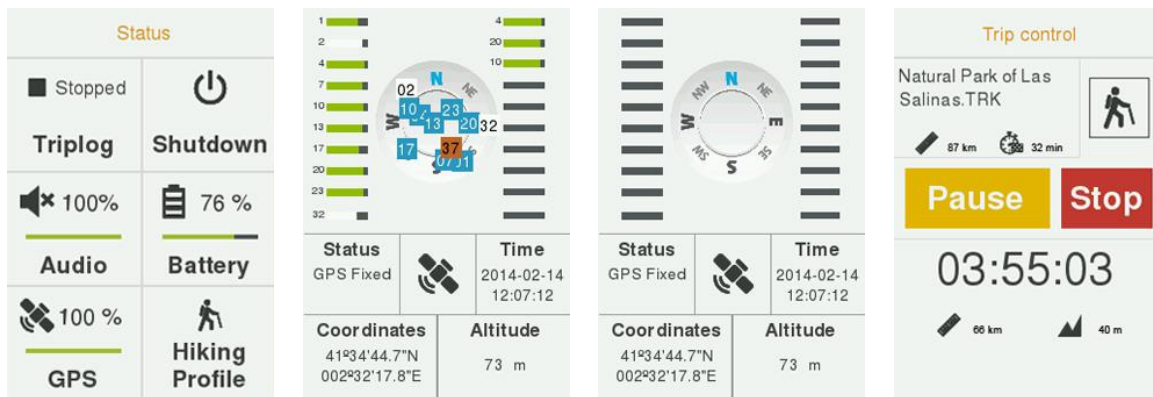 Status
Stopped
Triplog
Shutdown
100%
76 %
Audio
Battery
100 %
GPS
Hiking
Profile
1
2
4
7
10
13
17
20
23
32
4
20
10
N
NE
W
S
02
10
13
23
20
32
17
37
07
01
Status
GPS Fixed
Time
2014-02-14
12:07:12
Coordinates
41º34'44.7"N
002º32'17.8"E
Altitude
73 m
N
NE
E
SE
S
SW
W
NW
Status
GPS Fixed
Time
2014-02-14
12:07:12
Coordinates
41º34'44.7"N
002º32'17.8"E
Altitude
73 m
Trip control
Natural Park of Las
Salinas.TRK
87 km
32 min
Pause
Stop
03:55:03
66 km
40 m